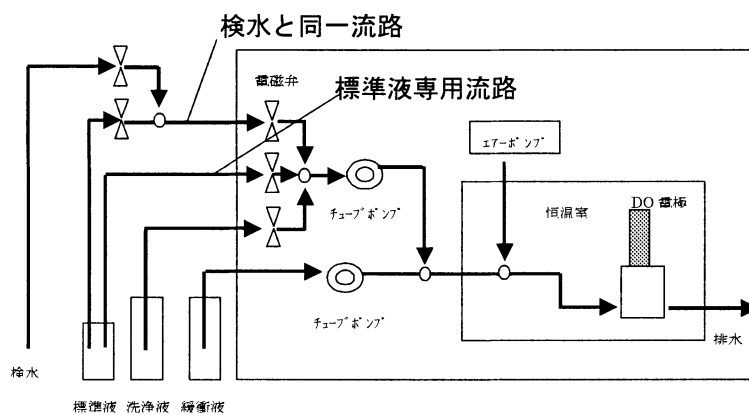 検水と同一流路
電磁弁
標準液専用流路
エアーポンプ
チューブポンプ
恒温室
DO 電極
チューブポンプ
排水
検水
標準液
洗浄液
緩衝液